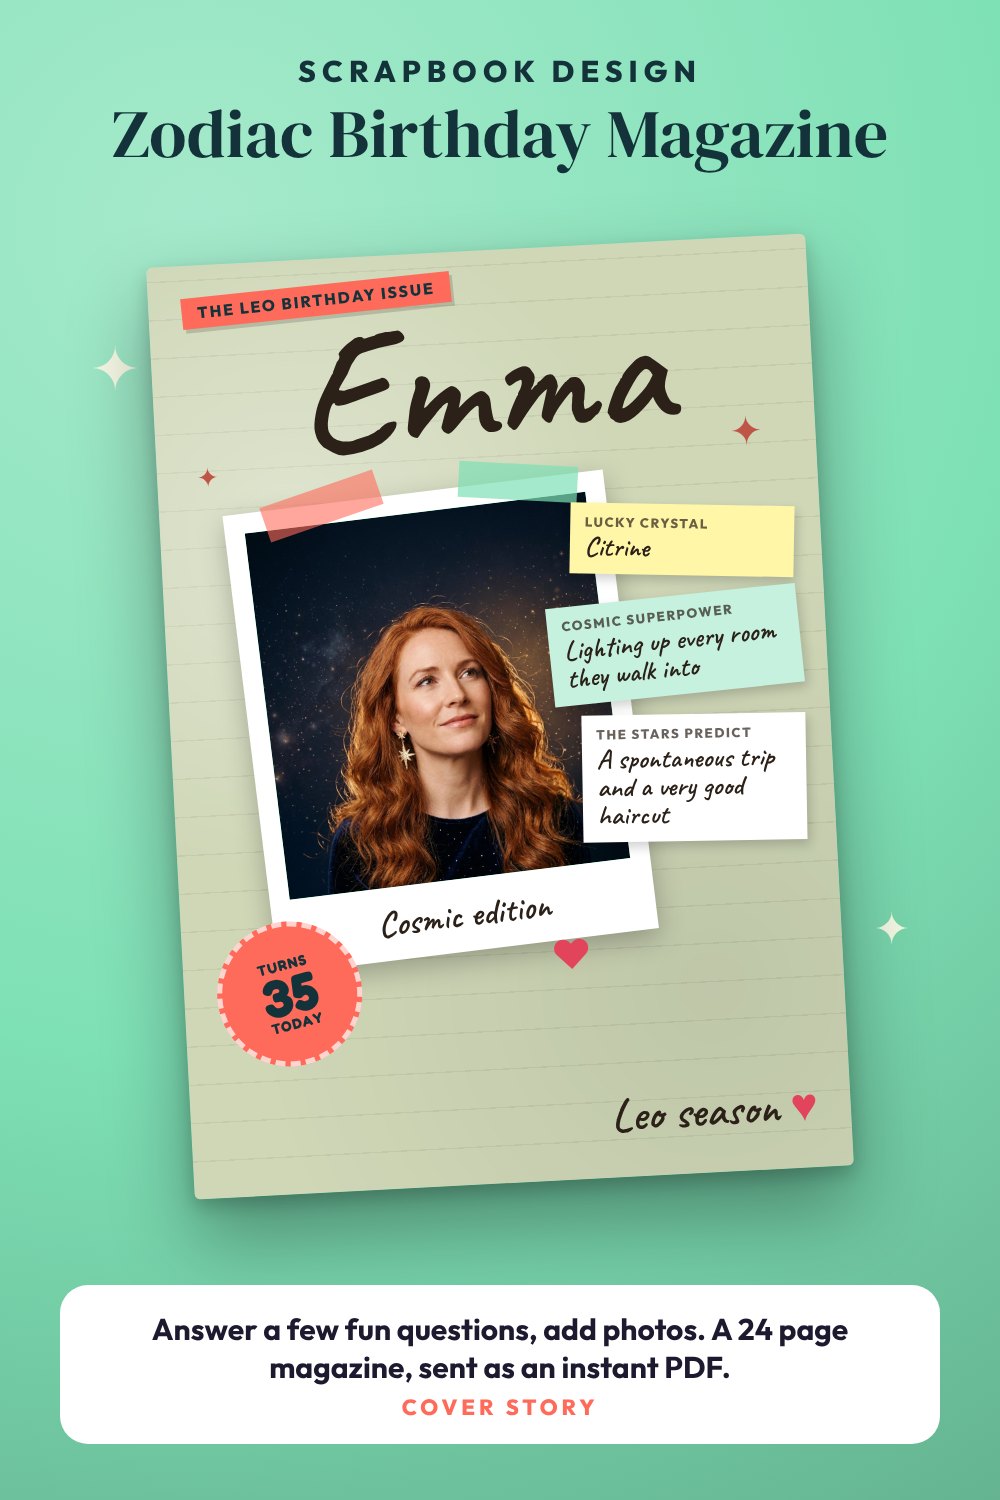 SCRAPBOOK DESIGN
Zodiac Birthday Magazine
THE LEO BIRTHDAY ISSUE
Emma
LUCKY CRYSTAL
Citrine
COSMIC SUPERPOWER
Lighting up every room
they walk into
THE STARS PREDICT
A spontaneous trip
and a very good
haircut
Cosmic edition
TURNS
35
TODAY
Leo season ♥
Answer a few fun questions, add photos. A 24 page
magazine, sent as an instant PDF.
COVER STORY